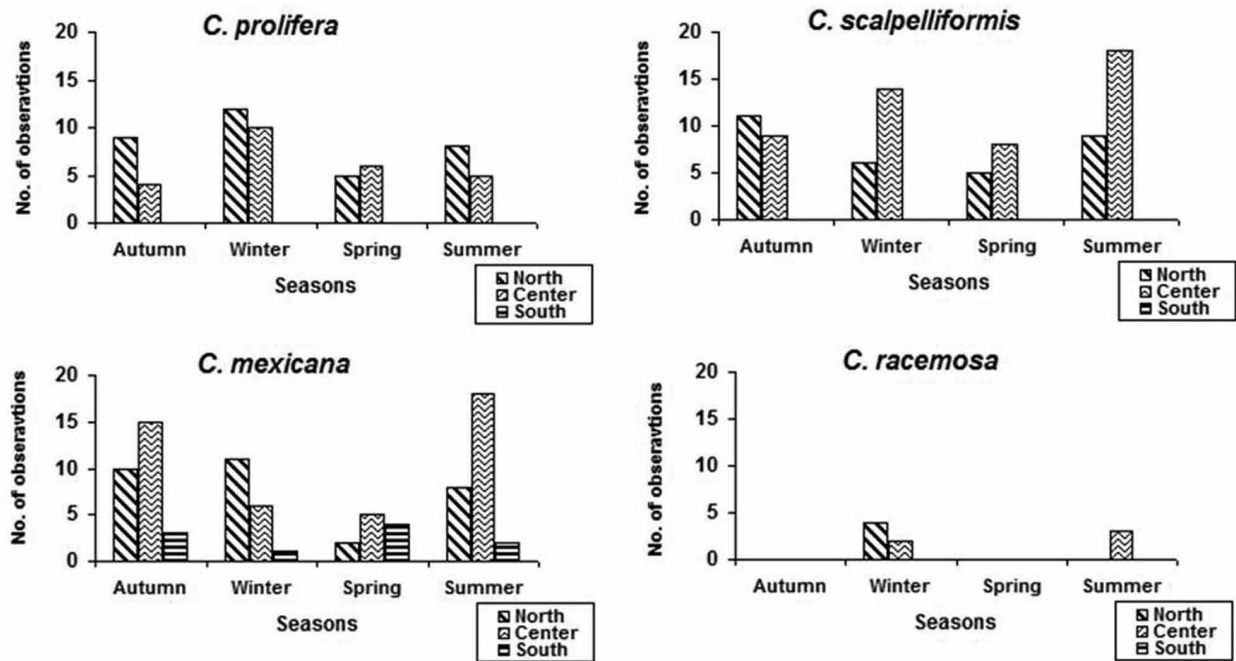 C. prolifera
20
15
10
5
0
No. of obseravtions
Autumn Winter Spring Summer
Seasons
North
Center
South
C. scalpelliformis
20
15
10
5
0
No. of obseravtions
Autumn Winter Spring Summer
Seasons
North
Center
South
C. mexicana
20
15
10
5
0
No. of obseravtions
Autumn Winter Spring Summer
Seasons
North
Center
South
C. racemosa
20
15
10
5
0
No. of obseravtions
Autumn Winter Spring Summer
Seasons
North
Center
South